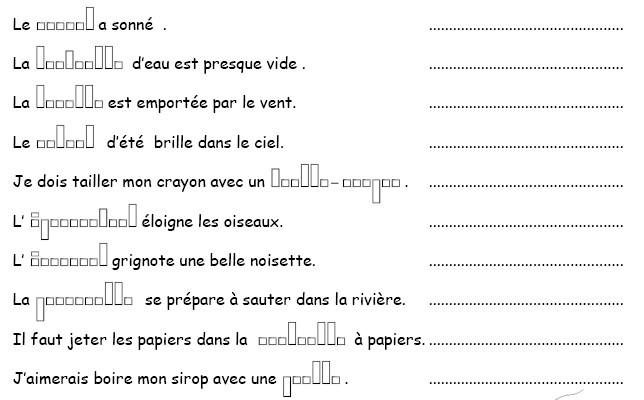 Le a sonné .
La d'eau est presque vide .
La est emportée par le vent.
Le d'été brille dans le ciel.
Je dois tailler mon crayon avec un - .
L' éloigne les oiseaux.
L' grignote une belle noisette.
La se prépare à sauter dans la rivière.
Il faut jeter les papiers dans la à papiers.
J'aimerais boire mon sirop avec une .